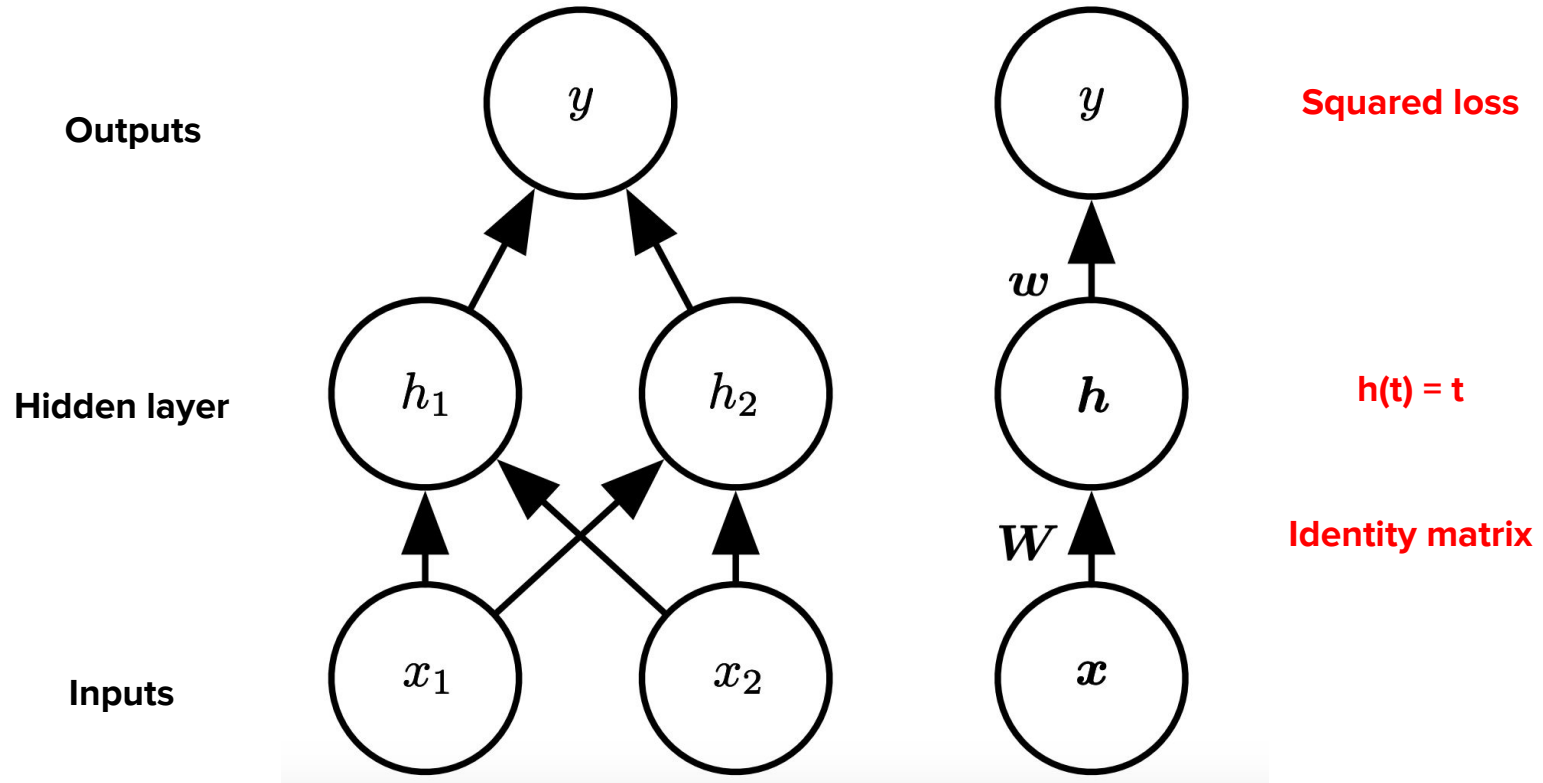 Outputs
y
y
Squared loss
w
Hidden layer
h₁
h₂
h
h(t) = t
W
Identity matrix
Inputs
x₁
x₂
x